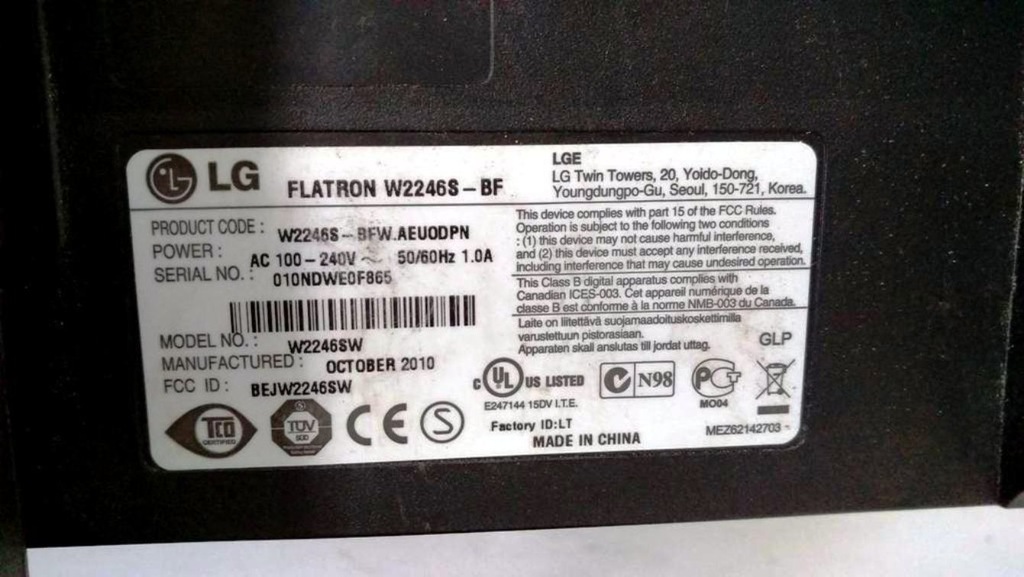 LG FLATRON W2246S-BF
LGE
LG Twin Towers, 20, Yoido-Dong,
Youngdungpo-Gu, Seoul, 150-721, Korea.
PRODUCT CODE : W2246S-BFW.AEUODPN
POWER : AC 100-240V ~ 50/60Hz 1.0A
SERIAL NO. : 010NDWE0F865
MODEL NO. : W2246SW
MANUFACTURED : OCTOBER 2010
FCC ID : BEJW2246SW
TCO CERTIFIED
TÜV SÜD
CE
S
This device complies with part 15 of the FCC Rules.
Operation is subject to the following two conditions
: (1) this device may not cause harmful interference,
and (2) this device must accept any interference received,
including interference that may cause undesired operation.
This Class B digital apparatus complies with
Canadian ICES-003. Cet appareil numérique de la
classe B est conforme à la norme NMB-003 du Canada.
Laite on liitettävä suojamaadoituskoskettimilla
varustettuun pistorasiaan.
Apparaten skall anslutas till jordat uttag.
GLP
C UL US LISTED
E247144 15DV I.T.E.
N98
MO04
Factory ID:LT
MADE IN CHINA
MEZ62142703